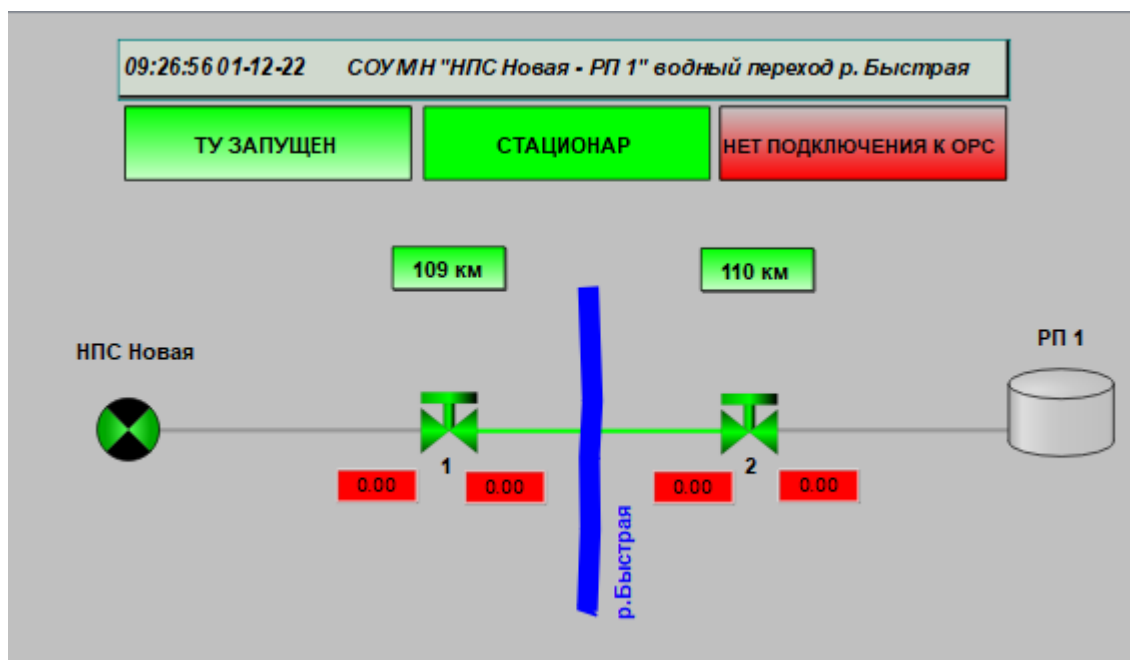 09:26:56 01-12-22 СОУ МН "НПС Новая - РП 1" водный переход р. Быстрая
ТУ ЗАПУЩЕН
СТАЦИОНАР
НЕТ ПОДКЛЮЧЕНИЯ К ОРС
109 км
110 км
НПС Новая
РП 1
1
2
0.00
0.00
0.00
0.00
р.Быстрая